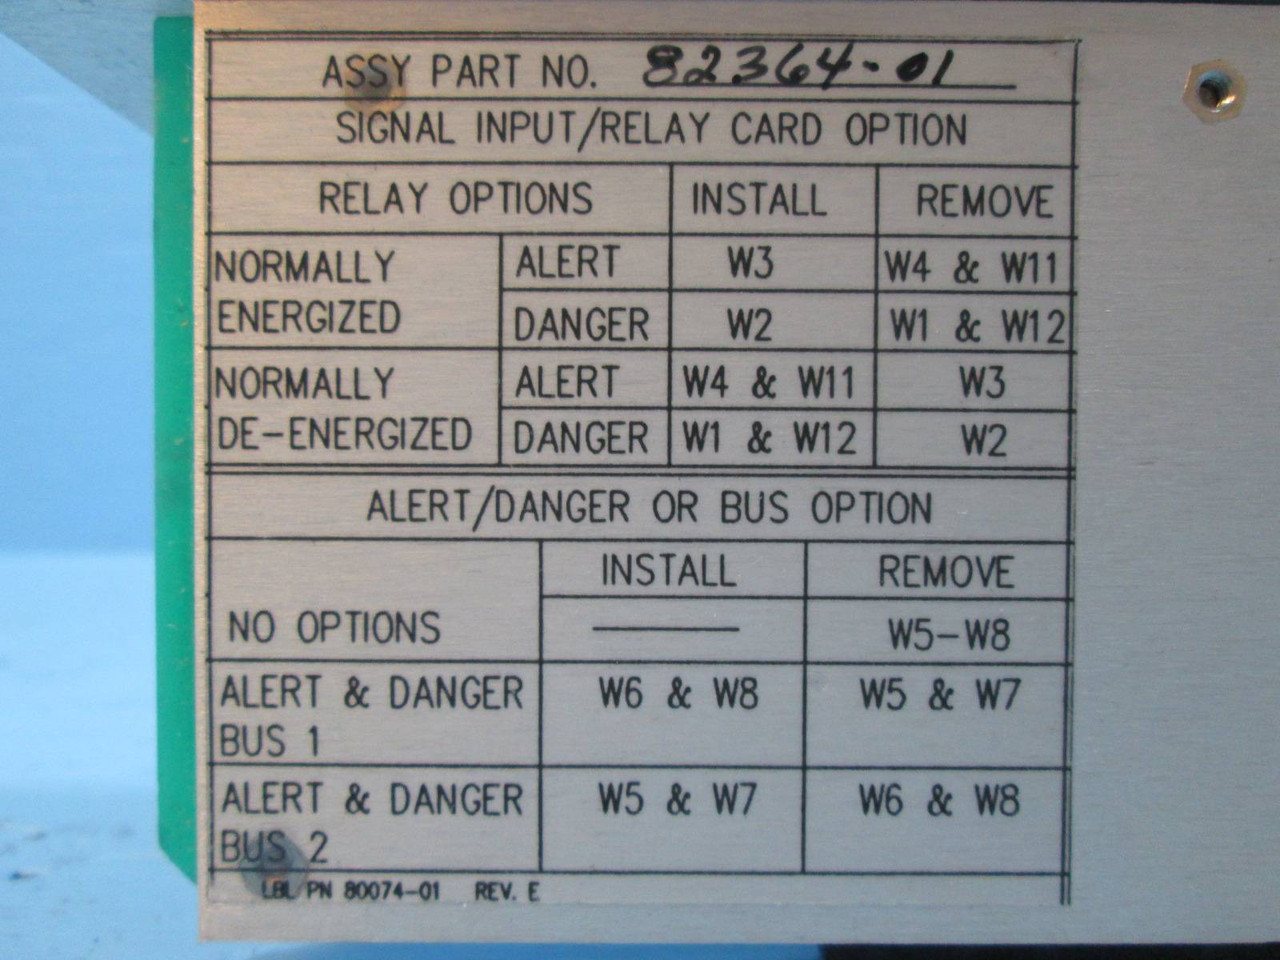 ASSY PART NO. 82364-01
SIGNAL INPUT/RELAY CARD OPTION
RELAY OPTIONS INSTALL REMOVE
NORMALLY ENERGIZED ALERT W3 W4 & W11
DANGER W2 W1 & W12
NORMALLY DE-ENERGIZED ALERT W4 & W11 W3
DANGER W1 & W12 W2
ALERT/DANGER OR BUS OPTION
INSTALL REMOVE
NO OPTIONS —— W5-W8
ALERT & DANGER BUS 1 W6 & W8 W5 & W7
ALERT & DANGER BUS 2 W5 & W7 W6 & W8
LBL PN 80074-01 REV. E